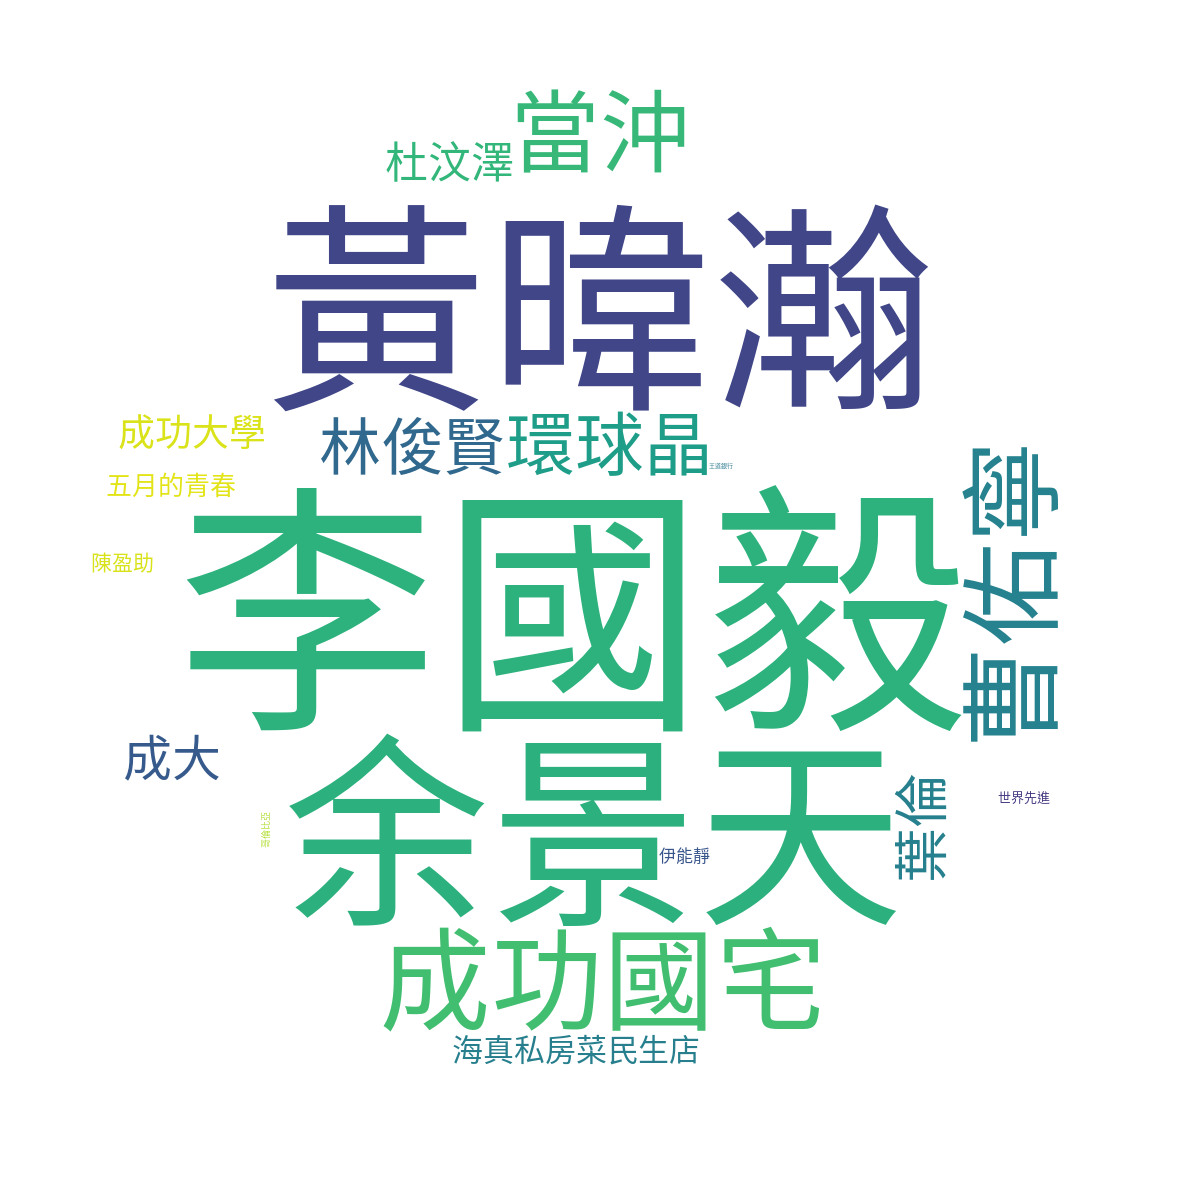 當沖
杜汶澤
黃暐瀚
成功大學
林俊賢
環球晶
王道銀行
五月的青春
曹佑寧
李國毅
陳盈助
成大
余景天
葉倫
世界先進
伊能靜
成功國宅
海真私房菜民生店